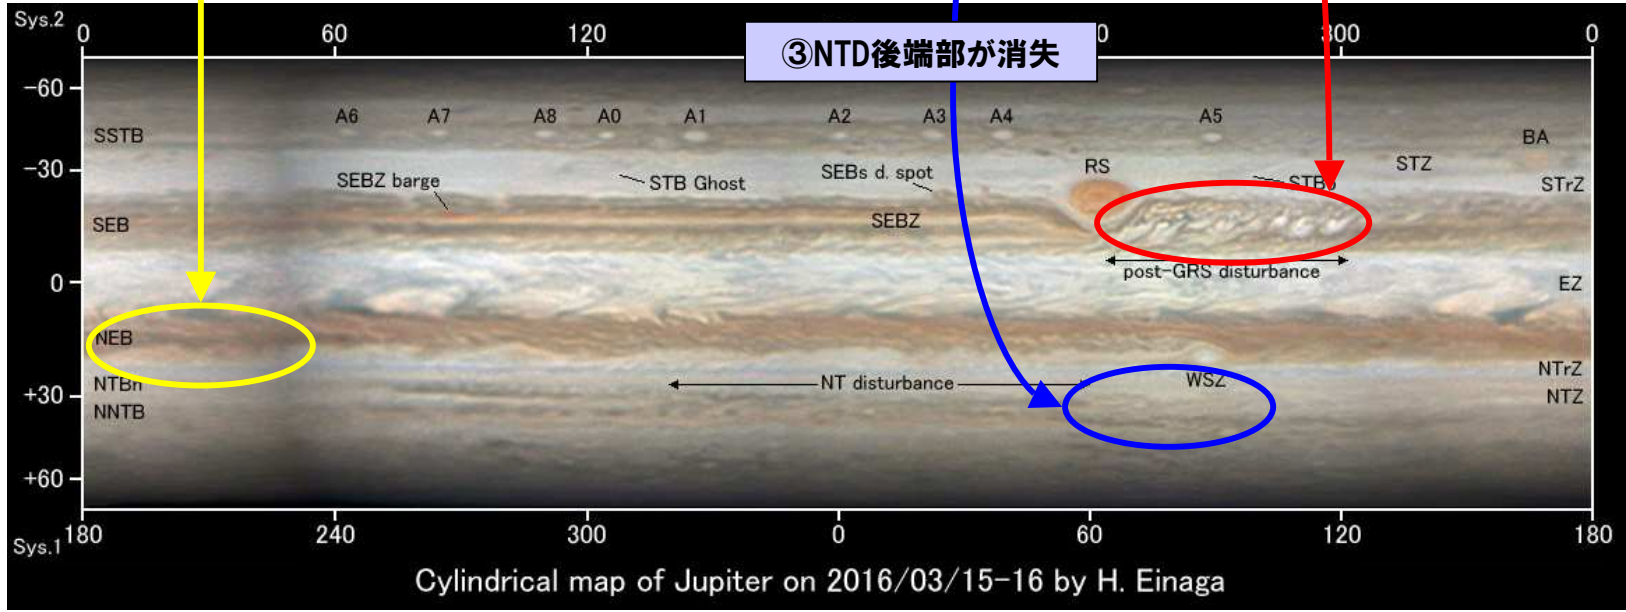 Sys.2
0 60 120 0 300 0
③NTD後端部が消失
-60
A6 A7 A8 A0 A1 A2 A3 A4 A5
SSTB BA
-30 RS STZ
SEBZ barge STB Ghost SEBs d. spot STrZ
SEB SEBZ
post-GRS disturbance
0 EZ
NEB
NTrZ
NTBn NT disturbance WSZ
+30 NTZ
NNTB
+60
180 240 300 0 60 120 180
Sys.1
Cylindrical map of Jupiter on 2016/03/15-16 by H. Einaga